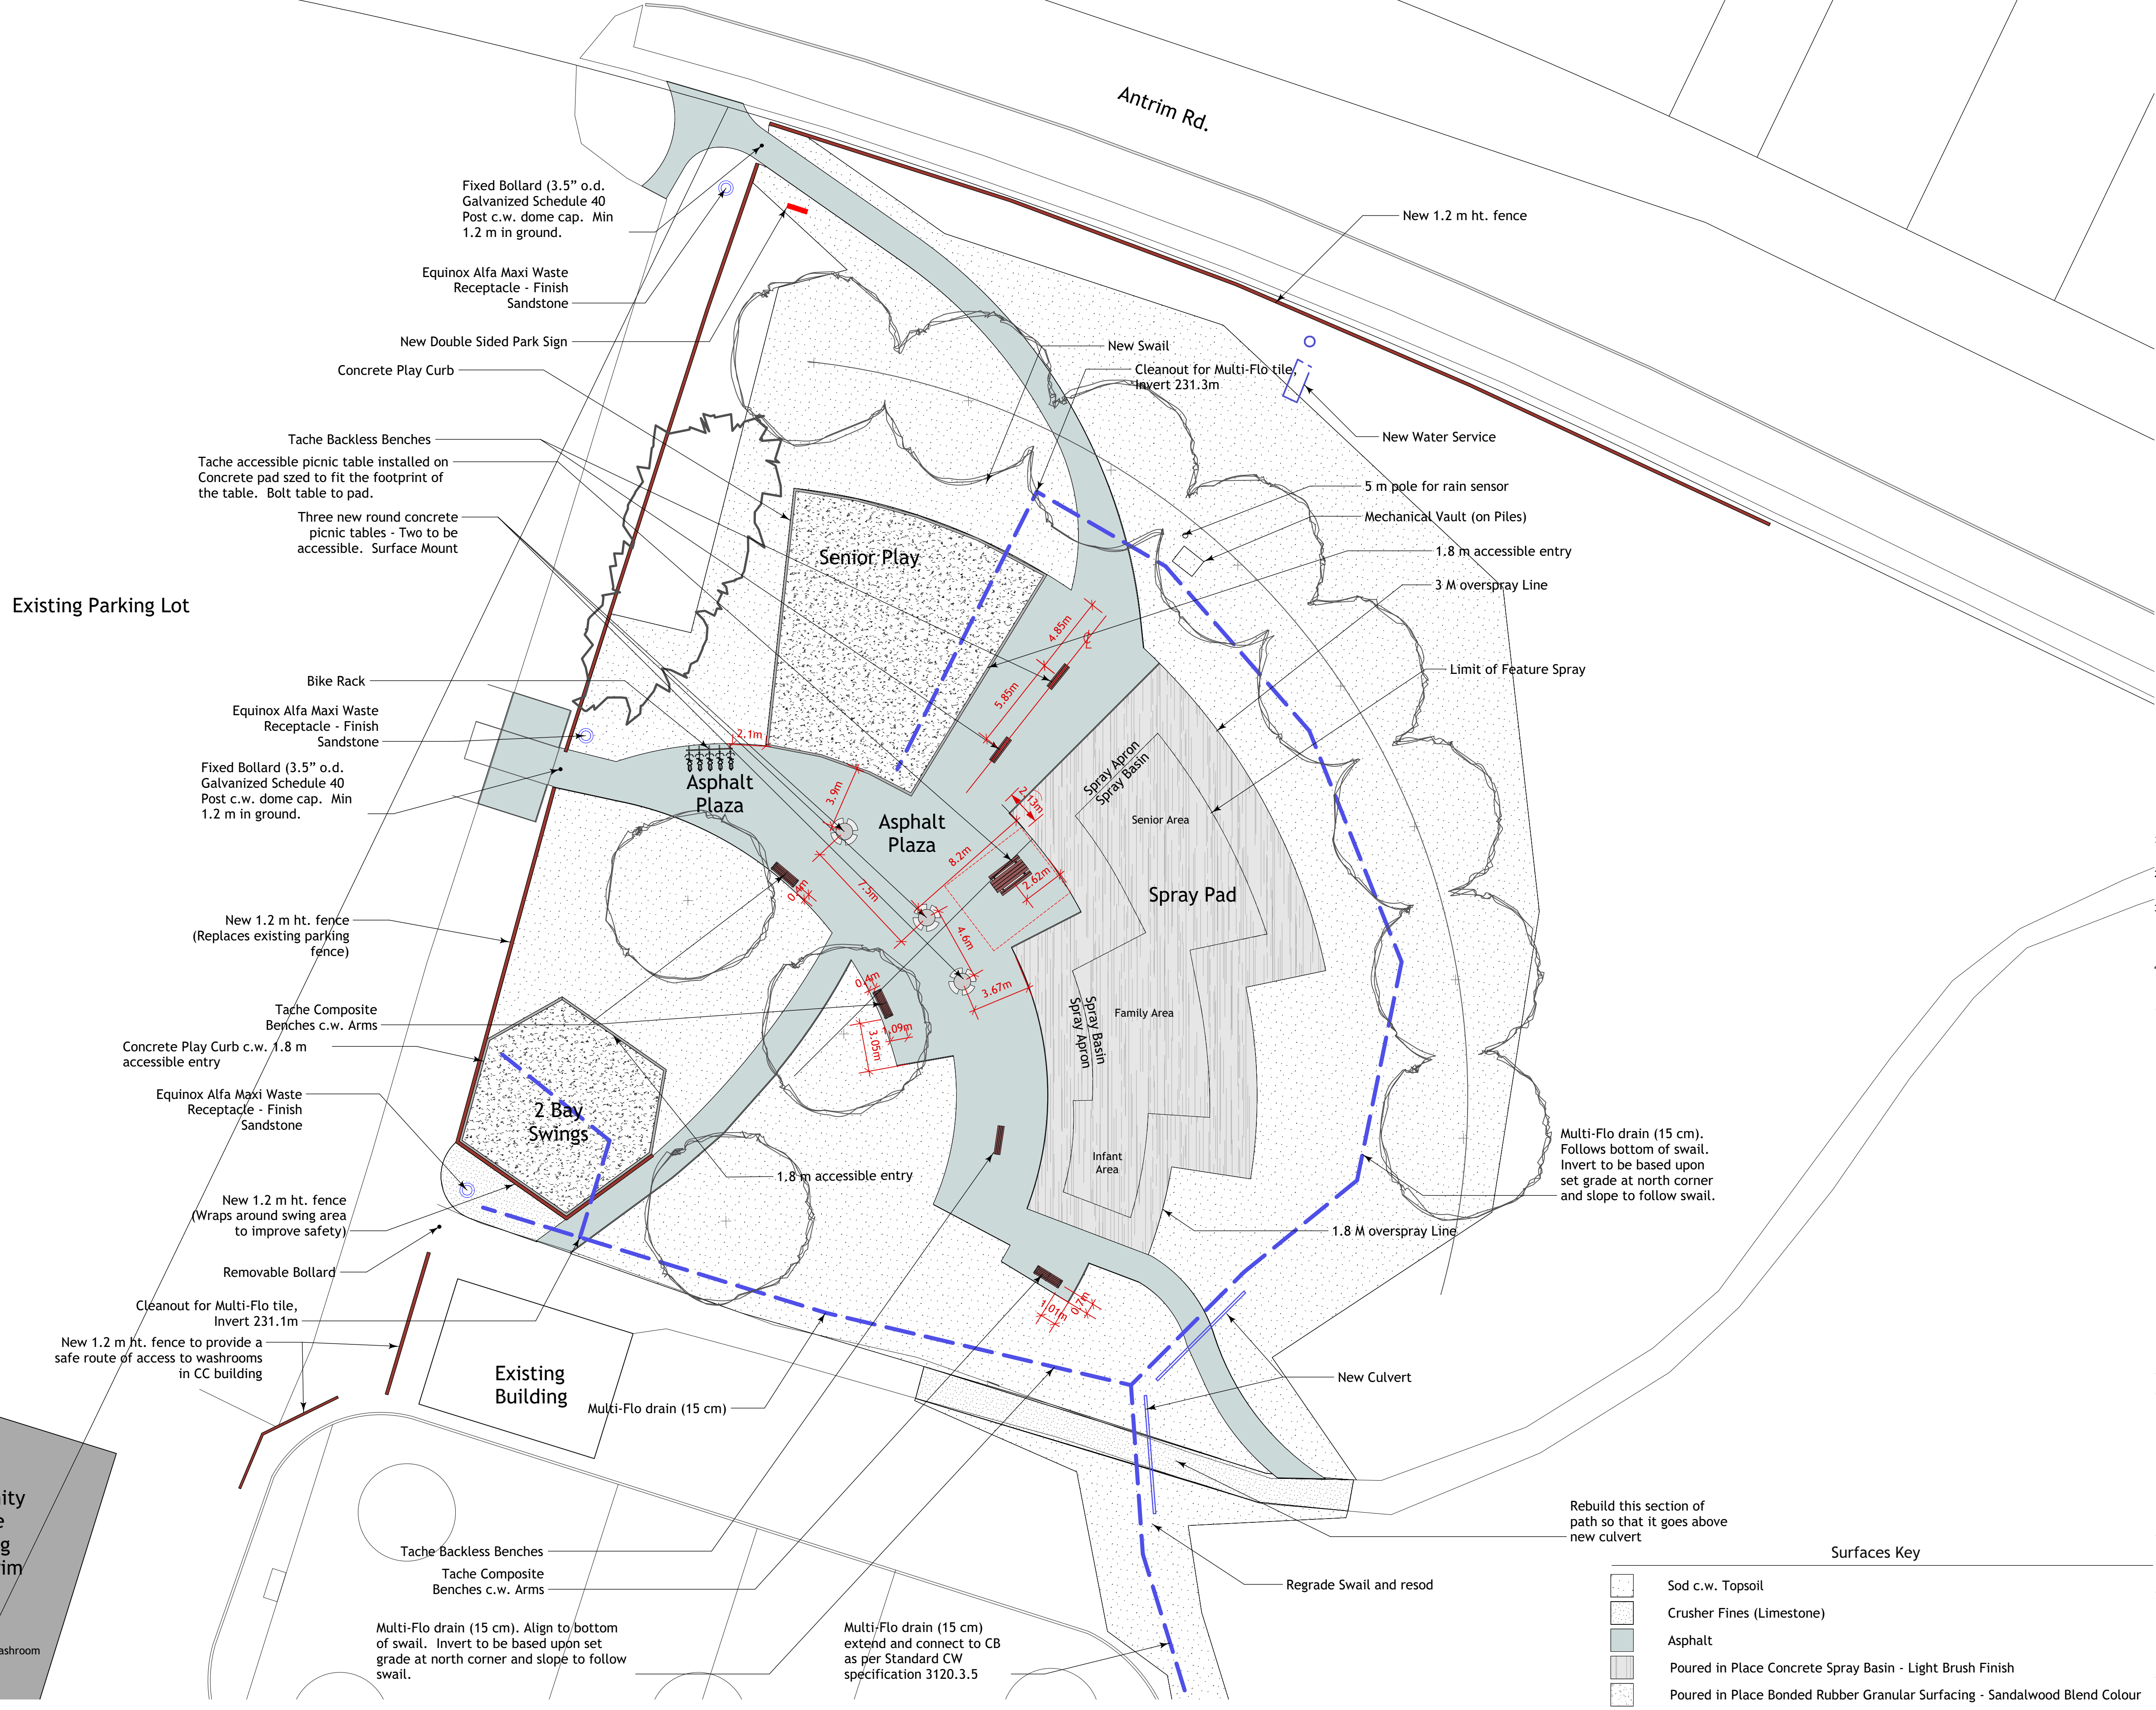 Antrim Rd.
Fixed Bollard (3.5” o.d.
Galvanized Schedule 40
Post c.w. dome cap.  Min
1.2 m in ground.
New 1.2 m ht. fence
Equinox Alfa Maxi Waste
Receptacle - Finish
Sandstone
New Double Sided Park Sign
New Swail
Concrete Play Curb
Cleanout for Multi-Flo tile,
Invert 231.3m
New Water Service
Tache Backless Benches
Tache accessible picnic table installed on
Concrete pad szed to fit the footprint of
the table.  Bolt table to pad.
5 m pole for rain sensor
Three new round concrete
picnic tables - Two to be
accessible.  Surface Mount
Mechanical Vault (on Piles)
1.8 m accessible entry
Senior Play
3 M overspray Line
Existing Parking Lot
4.85m
Limit of Feature Spray
Bike Rack
5.85m
Equinox Alfa Maxi Waste
Receptacle - Finish
Sandstone
2.1m
Spray Apron
Spray Basin
Fixed Bollard (3.5” o.d.
Galvanized Schedule 40
Post c.w. dome cap.  Min
1.2 m in ground.
Asphalt
Plaza
3.9m
2.13m
Asphalt
Plaza
Senior Area
8.2m
2.62m
7.5m
0.4m
Spray Pad
New 1.2 m ht. fence
(Replaces existing parking
fence)
4.6m
0.4m
3.67m
Tache Composite
Benches c.w. Arms
Family Area
Spray Basin
Spray Apron
1.09m
3.05m
Concrete Play Curb c.w. 1.8 m
accessible entry
Equinox Alfa Maxi Waste
Receptacle - Finish
Sandstone
2 Bay
Swings
Infant
Area
Multi-Flo drain (15 cm).
Follows bottom of swail.
Invert to be based upon
set grade at north corner
and slope to follow swail.
1.8 m accessible entry
New 1.2 m ht. fence
(Wraps around swing area
to improve safety)
1.8 M overspray Line
Removable Bollard
1.01m
0.7m
Cleanout for Multi-Flo tile,
Invert 231.1m
New 1.2 m ht. fence to provide a
safe route of access to washrooms
in CC building
Existing
Building
New Culvert
Multi-Flo drain (15 cm)
ity
e
g
im
ashroom
Rebuild this section of
path so that it goes above
new culvert
Tache Backless Benches
Tache Composite
Benches c.w. Arms
Regrade Swail and resod
Multi-Flo drain (15 cm). Align to bottom
of swail.  Invert to be based upon set
grade at north corner and slope to follow
swail.
Multi-Flo drain (15 cm)
extend and connect to CB
as per Standard CW
specification 3120.3.5
Surfaces Key
Sod c.w. Topsoil
Crusher Fines (Limestone)
Asphalt
Poured in Place Concrete Spray Basin - Light Brush Finish
Poured in Place Bonded Rubber Granular Surfacing - Sandalwood Blend Colour